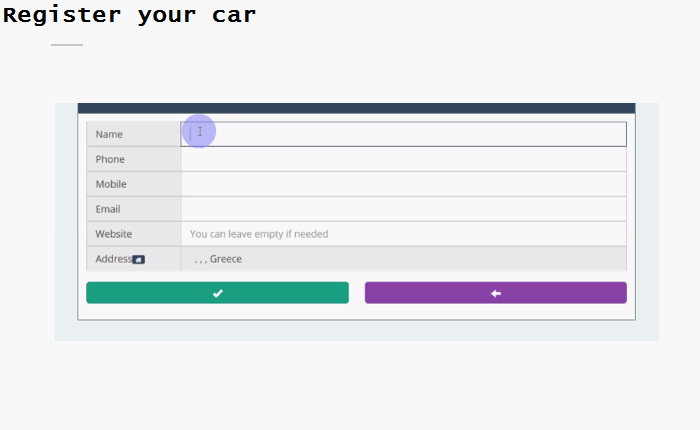 Register your car
Name
Phone
Mobile
Email
Website You can leave empty if needed
Address , , , Greece